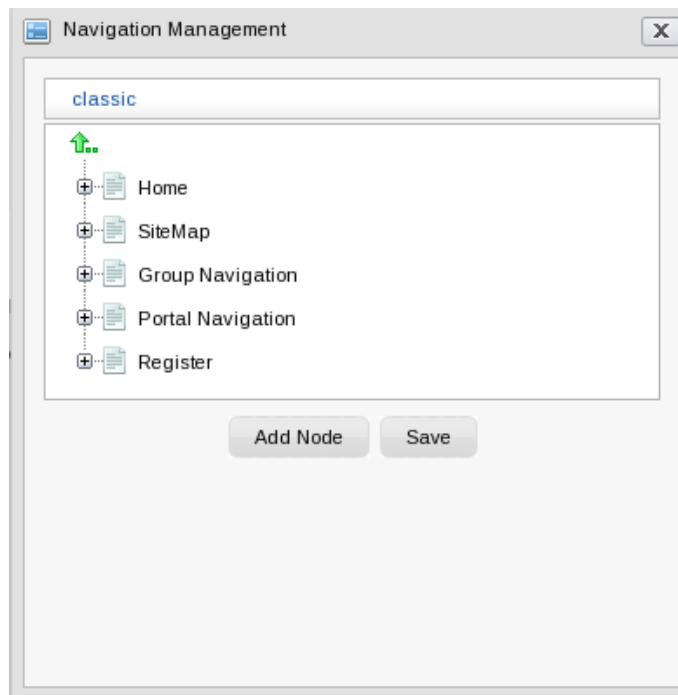 Navigation Management
classic
Home
SiteMap
Group Navigation
Portal Navigation
Register
Add Node Save